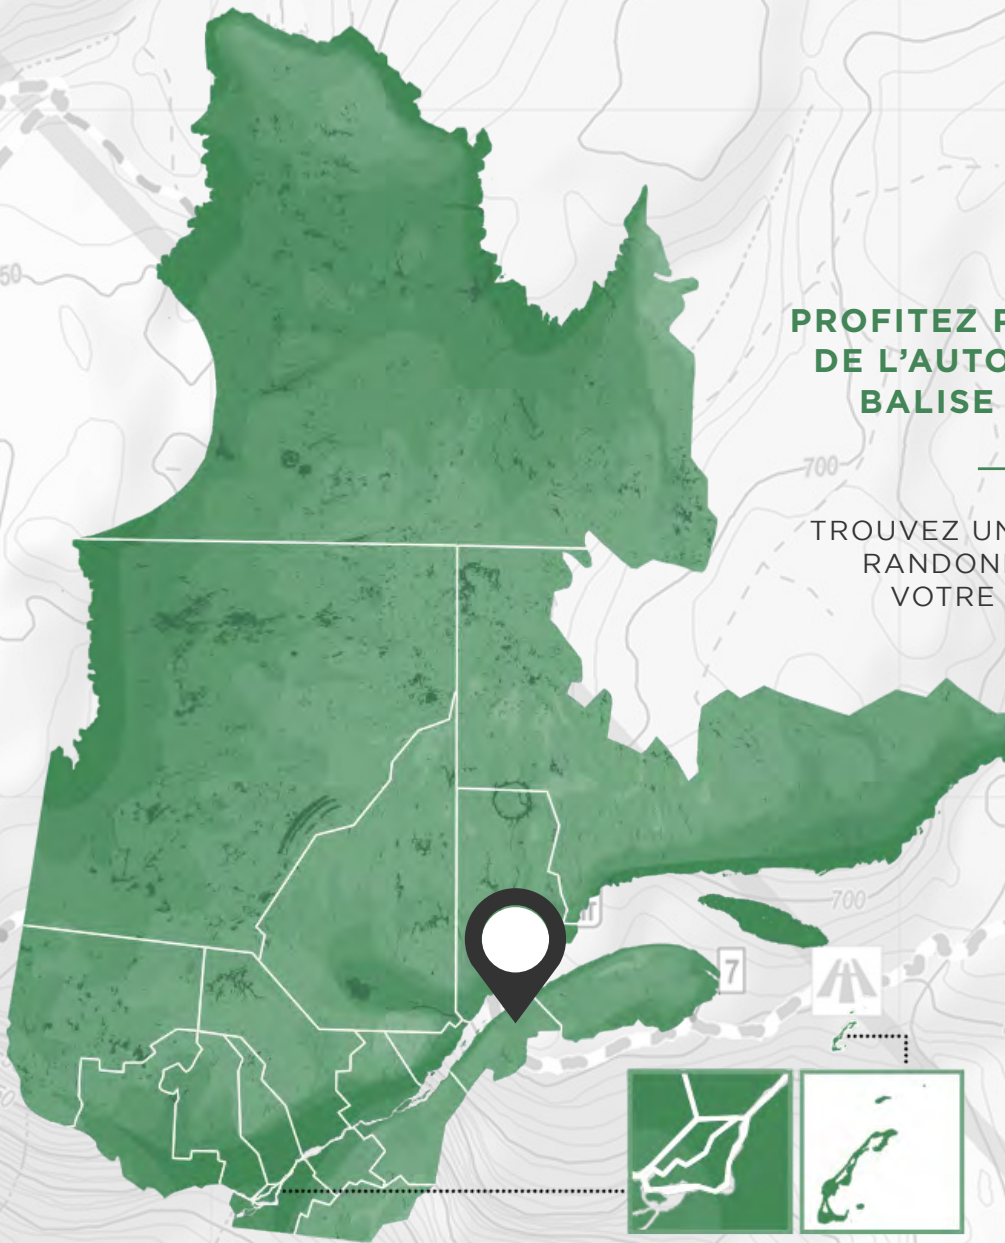 PROFITEZ
DE L'AUTO
BALISE
TROUVEZ UN
RANDON
VOTRE
50
700
700
7